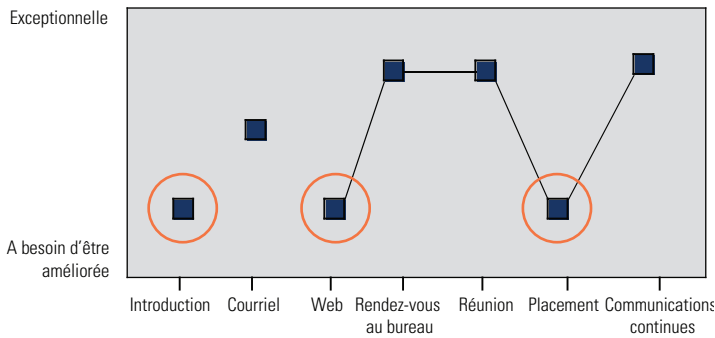 Exceptionnelle
A besoin d’être
améliorée
Introduction
Courriel
Web
Rendez-vous
au bureau
Réunion
Placement
Communications
continues